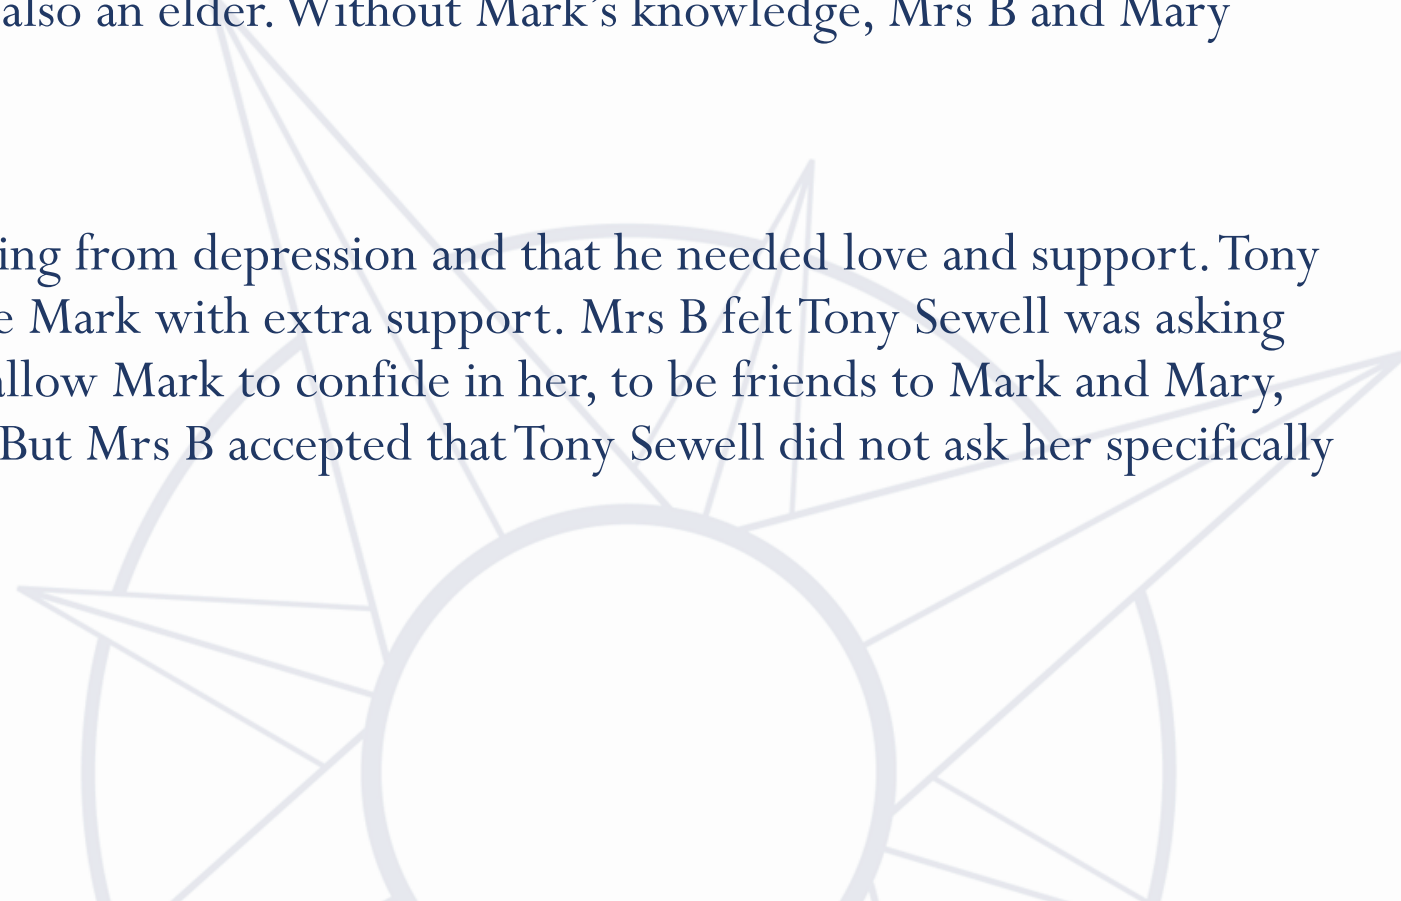 also an elder. Without Mark’s knowledge, Mrs B and Mary
ing from depression and that he needed love and support. Tony
e Mark with extra support. Mrs B felt Tony Sewell was asking
allow Mark to confide in her, to be friends to Mark and Mary,
But Mrs B accepted that Tony Sewell did not ask her specifically